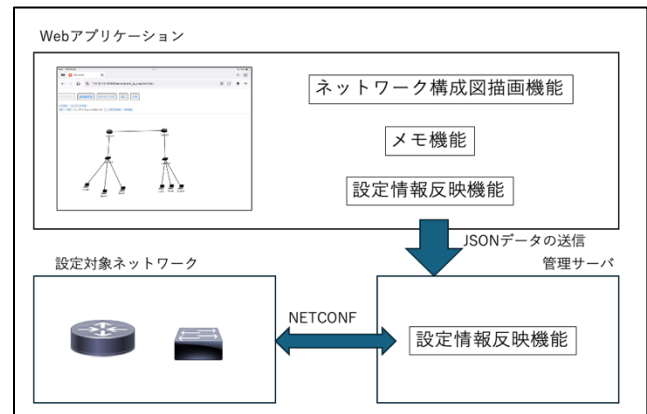 Webアプリケーション
ネットワーク構成図描画機能
メモ機能
設定情報反映機能
JSONデータの送信
設定対象ネットワーク
管理サーバ
NETCONF
設定情報反映機能